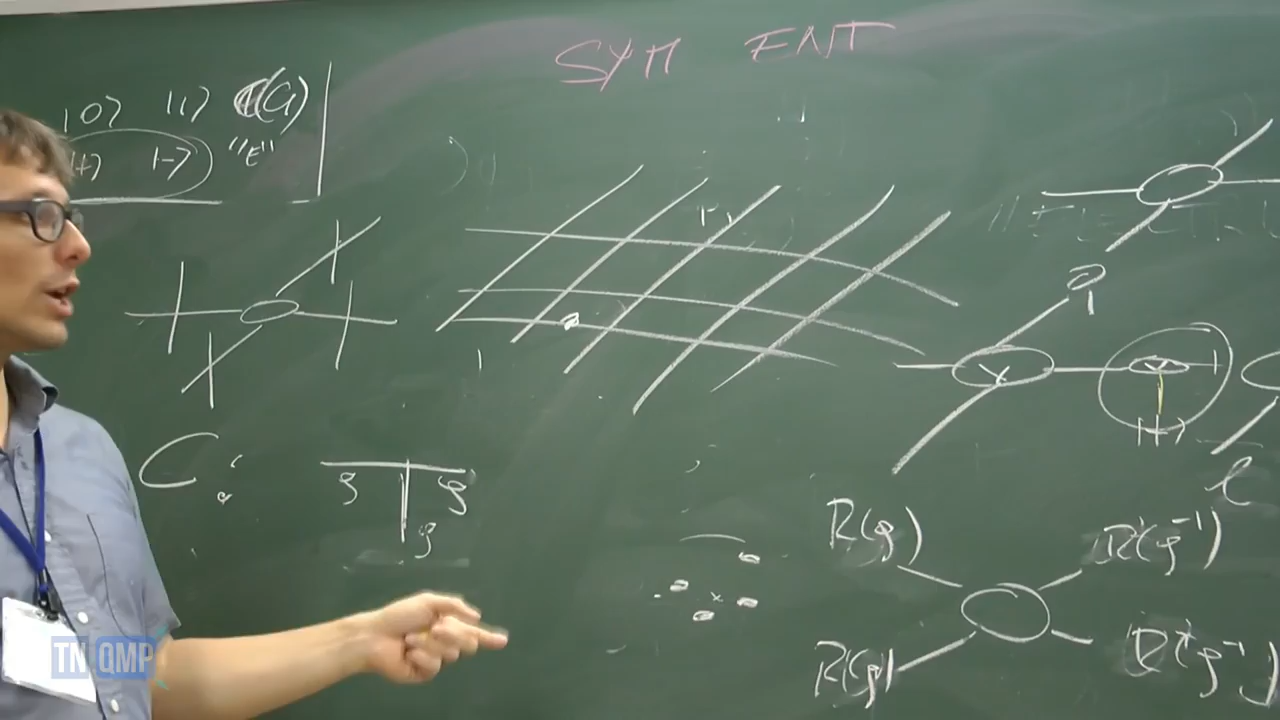 SYM ENT
|0⟩ |1⟩ C(G)
|+⟩ |-⟩ "E"
|+⟩
C:
g g
g
l
R(g) R(g⁻¹)
R(g) R(g⁻¹)
TN QMP